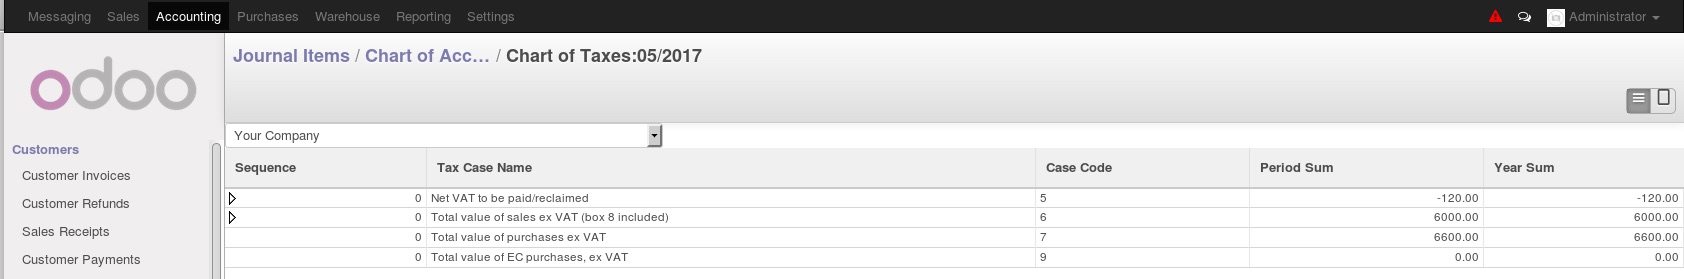 Messaging Sales Accounting Purchases Warehouse Reporting Settings Administrator
Journal Items / Chart of Acc... / Chart of Taxes:05/2017
odoo
Your Company
Customers
Customer Invoices
Customer Refunds
Sales Receipts
Customer Payments
Sequence Tax Case Name Case Code Period Sum Year Sum
0 Net VAT to be paid/reclaimed 5 -120.00 -120.00
0 Total value of sales ex VAT (box 8 included) 6 6000.00 6000.00
0 Total value of purchases ex VAT 7 6600.00 6600.00
0 Total value of EC purchases, ex VAT 9 0.00 0.00